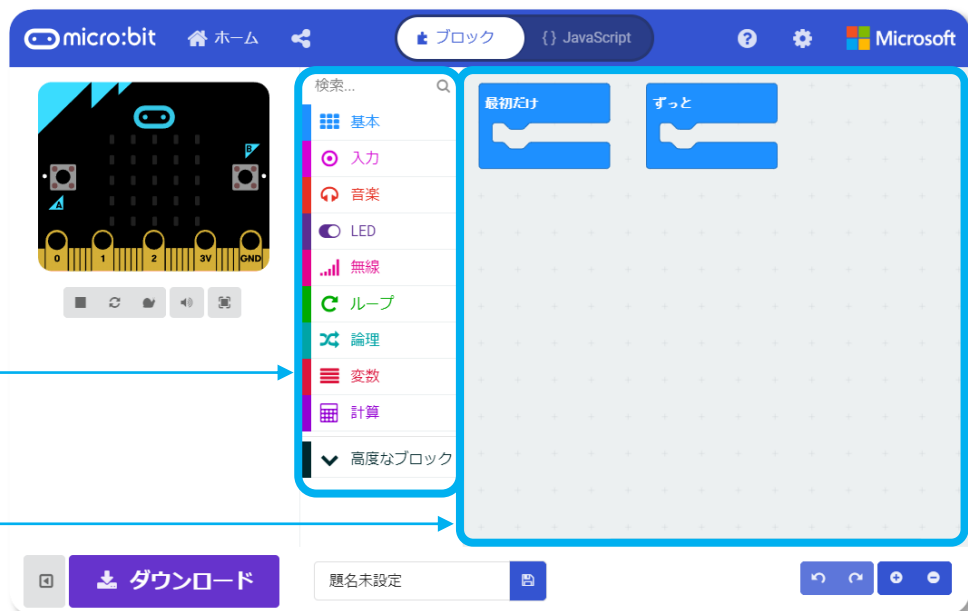 micro:bit
ホーム
ブロック
{ } JavaScript
Microsoft
検索...
基本
入力
音楽
LED
無線
ループ
論理
変数
計算
高度なブロック
最初だけ
ずっと
B
A
0 1 2 3V GND
ダウンロード
題名未設定